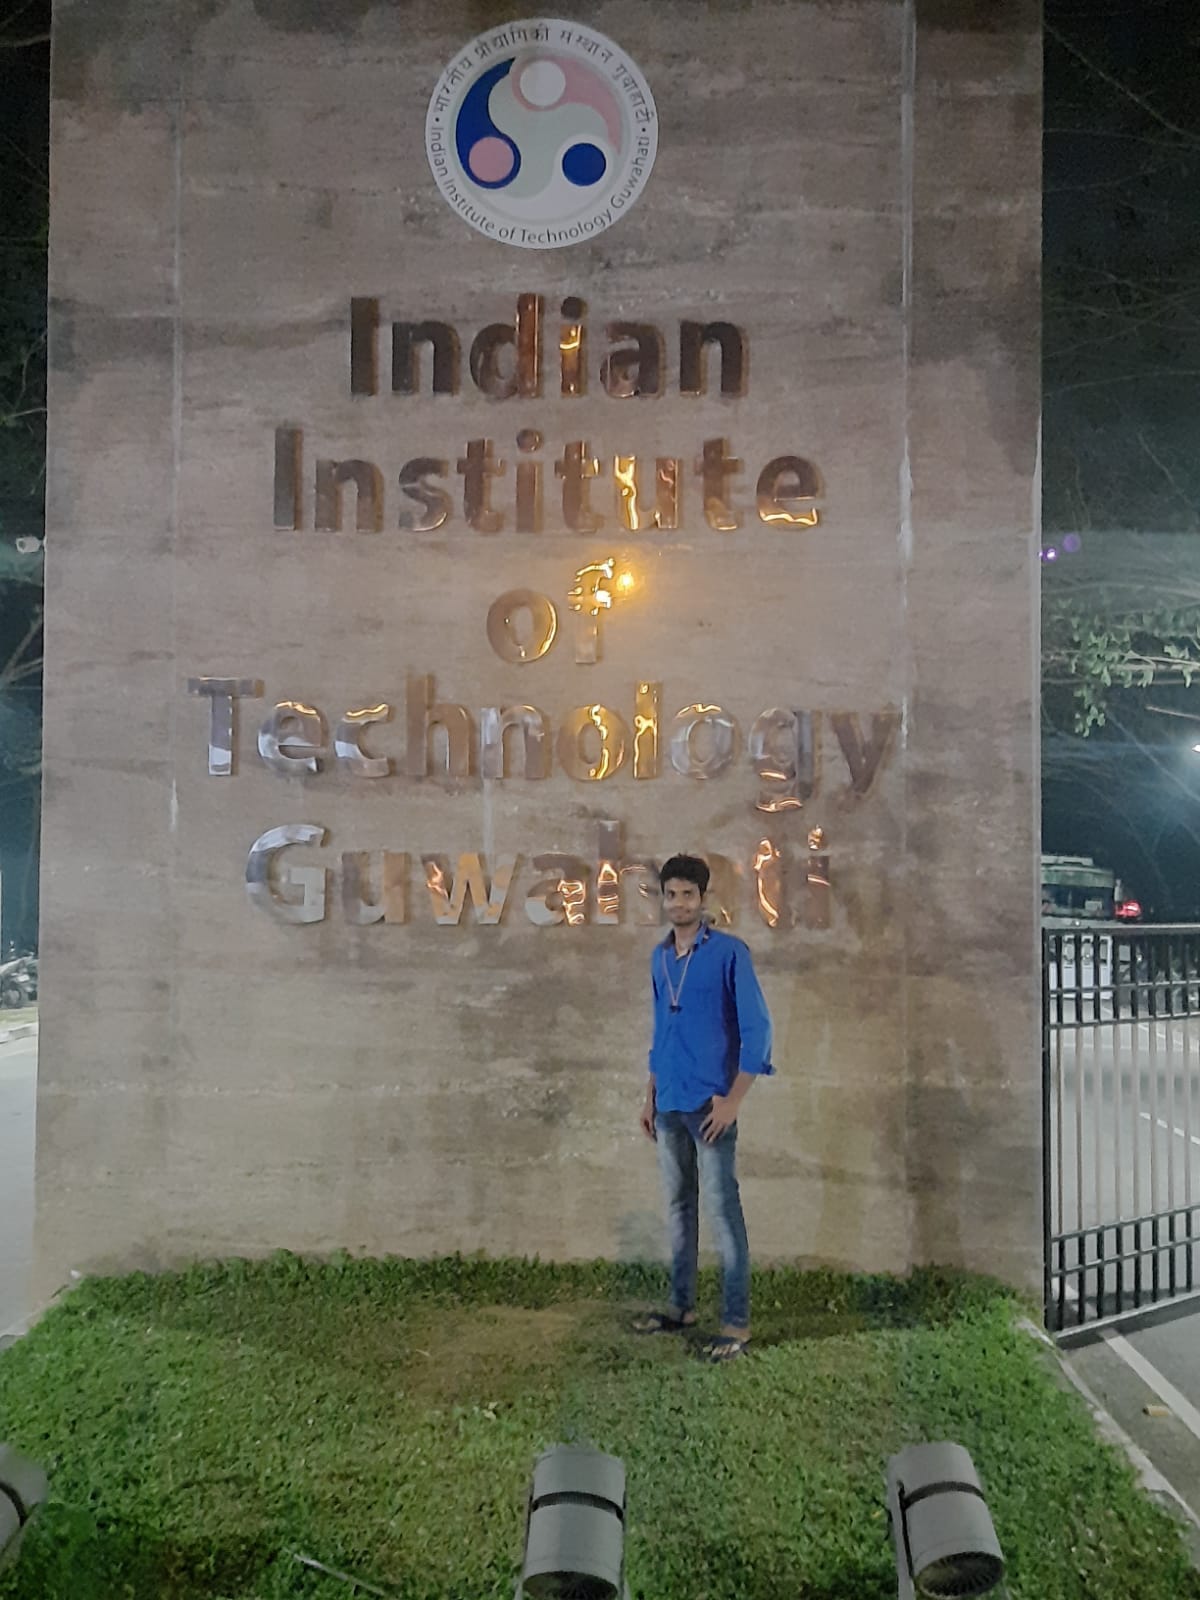 भारतीय प्रौद्योगिकी संस्थान गुवाहाटी
Indian Institute of Technology Guwahati
Indian
Institute
of
Technology
Guwahati